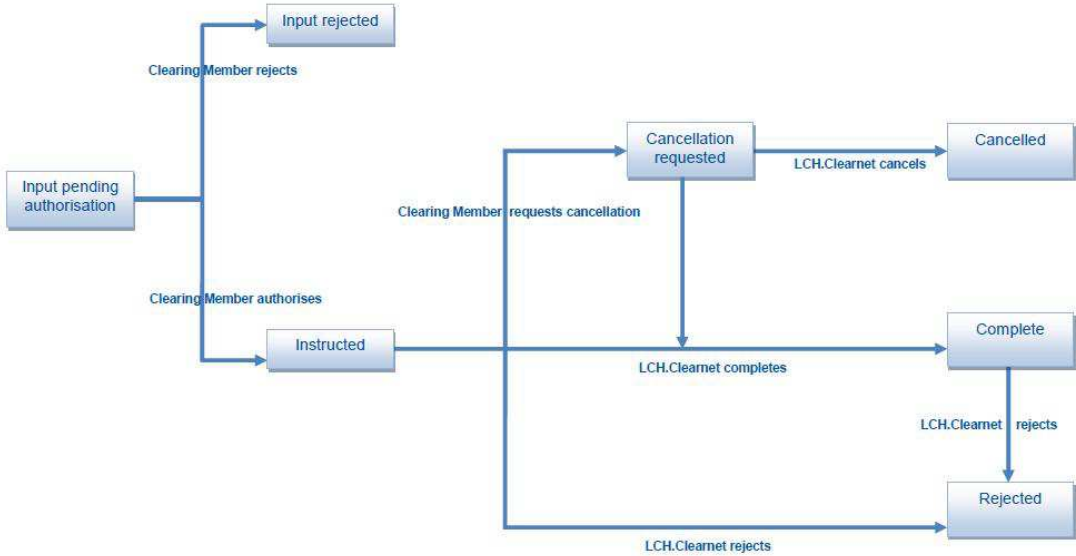 Input rejected
Clearing Member rejects
Cancellation
requested
Cancelled
LCH.Clearnet cancels
Input pending
authorisation
Clearing Member requests cancellation
Clearing Member authorises
Instructed
Complete
LCH.Clearnet completes
LCH.Clearnet rejects
Rejected
LCH.Clearnet rejects